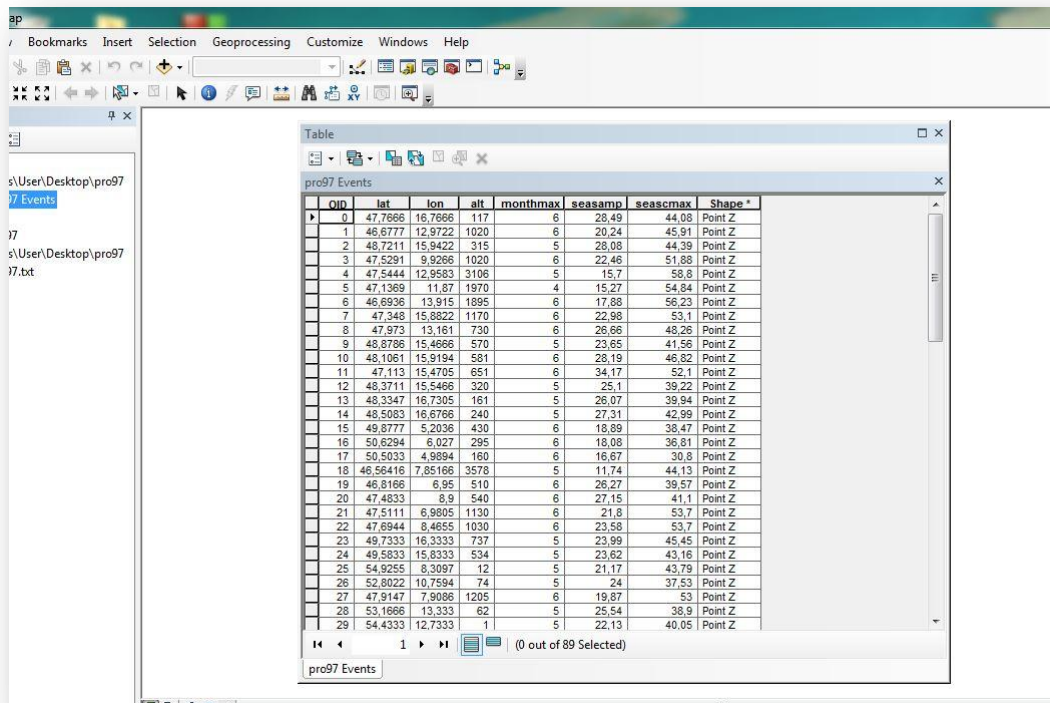 ap
Bookmarks Insert Selection Geoprocessing Customize Windows Help
s\User\Desktop\pro97
97 Events
97
s\User\Desktop\pro97
97.txt
Table
pro97 Events
OID lat lon alt monthmax seasamp seascmax Shape *
0 47,7666 16,7666 117 6 28,49 44,08 Point Z
1 46,6777 12,9722 1020 6 20,24 45,91 Point Z
2 48,7211 15,9422 315 5 28,08 44,39 Point Z
3 47,5291 9,9266 1020 6 22,46 51,88 Point Z
4 47,5444 12,9583 3106 5 15,7 58,8 Point Z
5 47,1369 11,87 1970 4 15,27 54,84 Point Z
6 46,6936 13,915 1895 6 17,88 56,23 Point Z
7 47,348 15,8822 1170 6 22,98 53,1 Point Z
8 47,973 13,161 730 6 26,66 48,26 Point Z
9 48,8786 15,4666 570 5 23,65 41,56 Point Z
10 48,1061 15,9194 581 6 28,19 46,82 Point Z
11 47,113 15,4705 651 6 34,17 52,1 Point Z
12 48,3711 15,5466 320 5 25,1 39,22 Point Z
13 48,3347 16,7305 161 5 26,07 39,94 Point Z
14 48,5083 16,6766 240 5 27,31 42,99 Point Z
15 49,8777 5,2036 430 6 18,89 38,47 Point Z
16 50,6294 6,027 295 6 18,08 36,81 Point Z
17 50,5033 4,9894 160 6 16,67 30,8 Point Z
18 46,56416 7,85166 3578 5 11,74 44,13 Point Z
19 46,8166 6,95 510 6 26,27 39,57 Point Z
20 47,4833 8,9 540 6 27,15 41,1 Point Z
21 47,5111 6,9805 1130 6 21,8 53,7 Point Z
22 47,6944 8,4655 1030 6 23,58 53,7 Point Z
23 49,7333 16,3333 737 5 23,99 45,45 Point Z
24 49,5833 15,8333 534 5 23,62 43,16 Point Z
25 54,9255 8,3097 12 5 21,17 43,79 Point Z
26 52,8022 10,7594 74 5 24 37,53 Point Z
27 47,9147 7,9086 1205 6 19,87 53 Point Z
28 53,1666 13,333 62 5 25,54 38,9 Point Z
29 54,4333 12,7333 1 5 22,13 40,05 Point Z
1 (0 out of 89 Selected)
pro97 Events